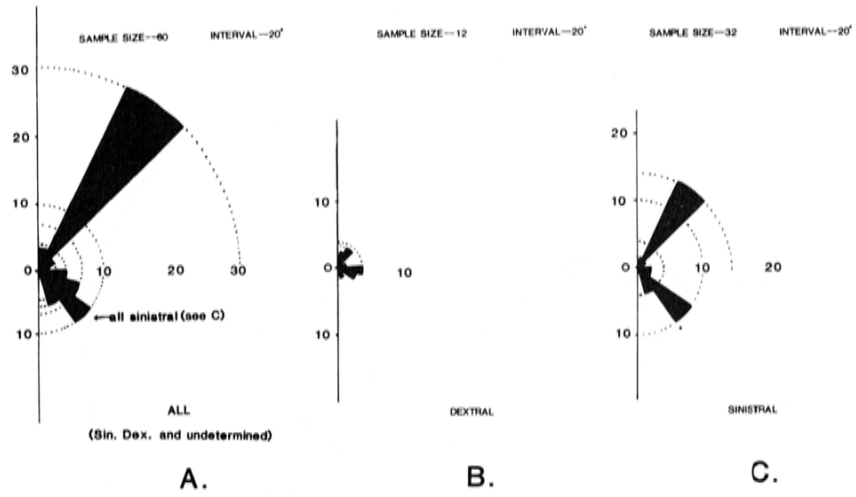 SAMPLE SIZE--60 INTERVAL--20°
30
20
10
0
10
10 20 30
←all sinistral (see C)
ALL
(Sin. Dex. and undetermined)
A.
SAMPLE SIZE--12 INTERVAL--20°
10
0
10
10
DEXTRAL
B.
SAMPLE SIZE--32 INTERVAL--20°
20
10
0
10
10 20
SINISTRAL
C.